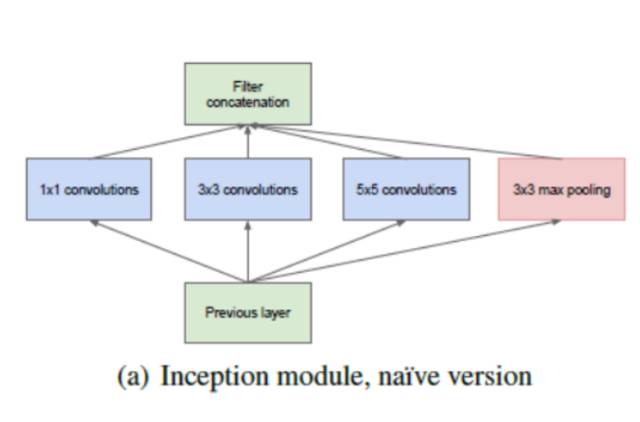 Filter
concatenation
1x1 convolutions
3x3 convolutions
5x5 convolutions
3x3 max pooling
Previous layer
(a) Inception module, naïve version